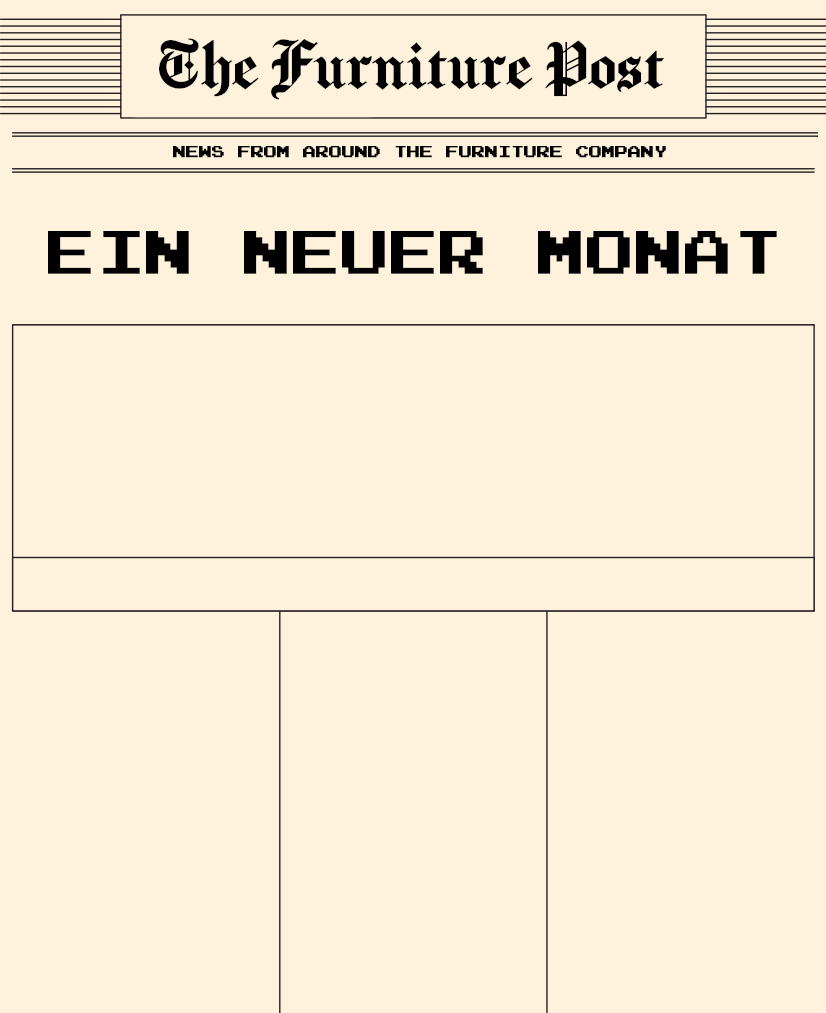 The Furniture Post
NEWS FROM AROUND THE FURNITURE COMPANY
EIN NEUER MONAT